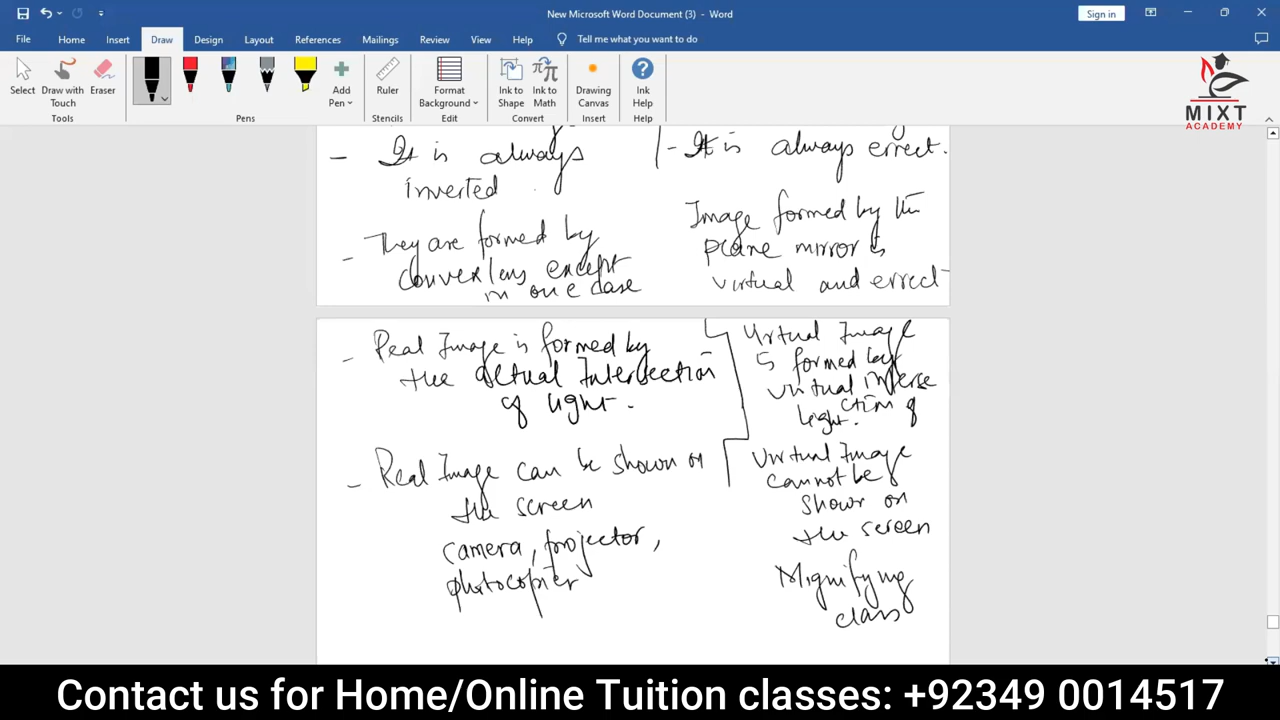 New Microsoft Word Document (3) - Word
Sign in
File Home Insert Draw Design Layout References Mailings Review View Help Tell me what you want to do
Select
Draw with Touch
Eraser
Add Pen
Ruler
Format Background
Ink to Shape
Ink to Math
Drawing Canvas
Ink Help
Tools
Pens
Stencils
Edit
Convert
Insert
Help
MIXT
ACADEMY
- It is always
inverted
- They are formed by
convex lens except
in one case
- It is always errect.
Image formed by the
plane mirror is
virtual and errect
- Real Image is formed by
the actual Intersection
of light.
- Real Image can be shown on
the screen
camera, projector,
photocopier
Virtual Image
is formed by
virtual inverse
ction of
light.
Virtual Image
cannot be
shown on
the screen
Mignifying
class
Contact us for Home/Online Tuition classes: +92349 0014517